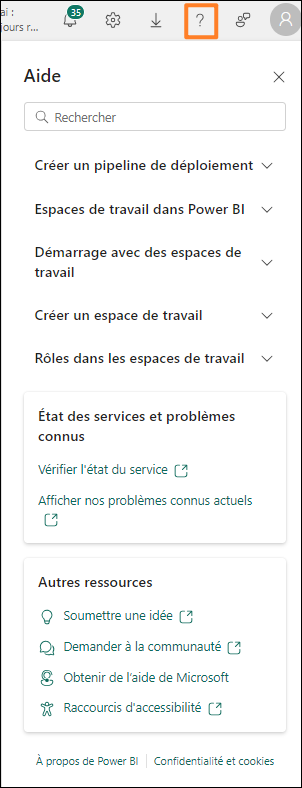 ai :
35
jours r...
?
Aide
Rechercher
Créer un pipeline de déploiement
Espaces de travail dans Power BI
Démarrage avec des espaces de
travail
Créer un espace de travail
Rôles dans les espaces de travail
État des services et problèmes
connus
Vérifier l'état du service
Afficher nos problèmes connus actuels
Autres ressources
Soumettre une idée
Demander à la communauté
Obtenir de l'aide de Microsoft
Raccourcis d'accessibilité
À propos de Power BI
Confidentialité et cookies